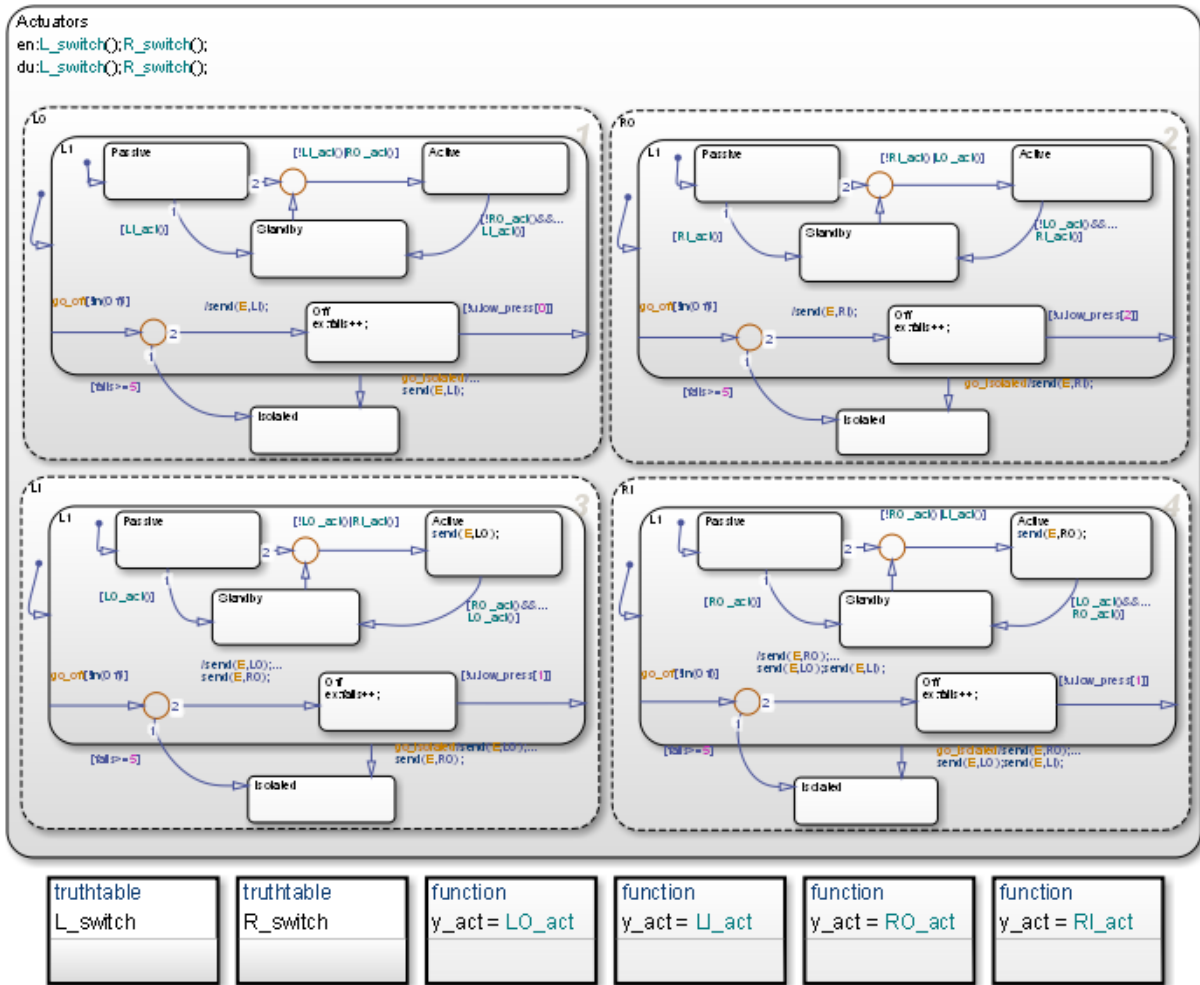 Actuators
en:L_switch();R_switch();
du:L_switch();R_switch();
LO
1
L1
Passive
[!LI_act()|RO_act()]
Active
2
1
[LI_act()]
Standby
[!RO_act()&&...
LI_act()]
go_off[!in(Off)]
/send(E,LI);
Off
ex:fails++;
[!u.low_press[0]]
2
1
[fails>=5]
go_isolated/...
send(E,LI);
Isolated
RO
2
L1
Passive
[!RI_act()|LO_act()]
Active
2
1
[RI_act()]
Standby
[!LO_act()&&...
RI_act()]
go_off[!in(Off)]
/send(E,RI);
Off
ex:fails++;
[!u.low_press[2]]
2
1
[fails>=5]
go_isolated/send(E,RI);
Isolated
LI
3
L1
Passive
[!LO_act()|RI_act()]
Active
send(E,LO);
2
1
[LO_act()]
Standby
[RO_act()&&...
LO_act()]
go_off[!in(Off)]
/send(E,LO);...
send(E,RO);
Off
ex:fails++;
[!u.low_press[1]]
2
1
[fails>=5]
go_isolated/send(E,LO);...
send(E,RO);
Isolated
RI
4
L1
Passive
[!RO_act()|LI_act()]
Active
send(E,RO);
2
1
[RO_act()]
Standby
[LO_act()&&...
RO_act()]
go_off[!in(Off)]
/send(E,RO);...
send(E,LO);send(E,LI);
Off
ex:fails++;
[!u.low_press[1]]
2
1
[fails>=5]
go_isolated/send(E,RO);...
send(E,LO);send(E,LI);
Isolated
truthtable
L_switch
truthtable
R_switch
function
y_act = LO_act
function
y_act = LI_act
function
y_act = RO_act
function
y_act = RI_act